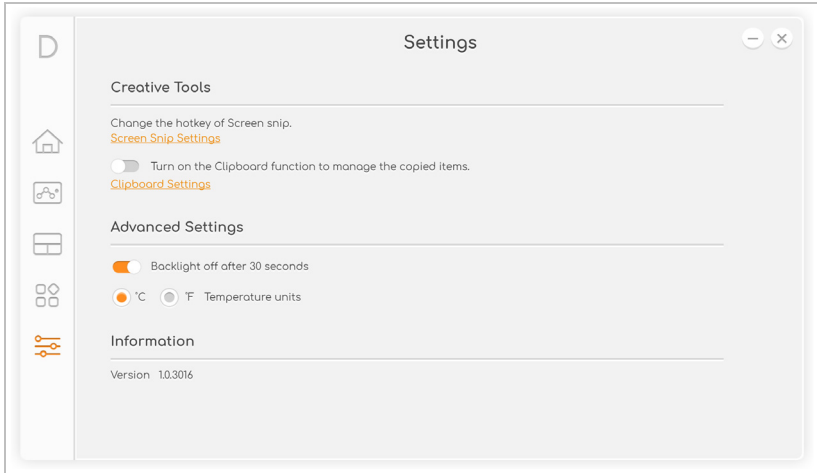 D
Settings
Creative Tools
Change the hotkey of Screen snip.
Screen Snip Settings
Turn on the Clipboard function to manage the copied items.
Clipboard Settings
Advanced Settings
Backlight off after 30 seconds
°C °F Temperature units
Information
Version 1.0.3016